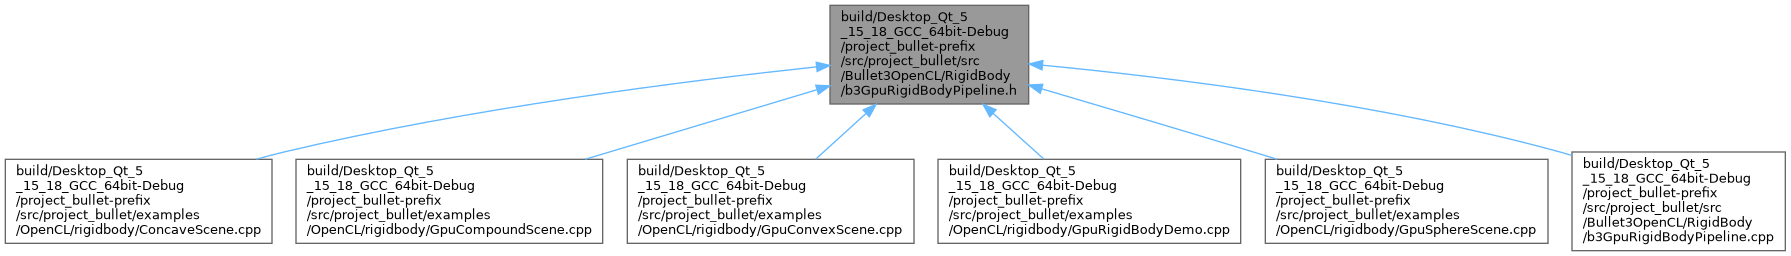 build/Desktop_Qt_5
_15_18_GCC_64bit-Debug
/project_bullet-prefix
/src/project_bullet/src
/Bullet3OpenCL/RigidBody
/b3GpuRigidBodyPipeline.h
build/Desktop_Qt_5
_15_18_GCC_64bit-Debug
/project_bullet-prefix
/src/project_bullet/examples
/OpenCL/rigidbody/ConcaveScene.cpp
build/Desktop_Qt_5
_15_18_GCC_64bit-Debug
/project_bullet-prefix
/src/project_bullet/examples
/OpenCL/rigidbody/GpuCompoundScene.cpp
build/Desktop_Qt_5
_15_18_GCC_64bit-Debug
/project_bullet-prefix
/src/project_bullet/examples
/OpenCL/rigidbody/GpuConvexScene.cpp
build/Desktop_Qt_5
_15_18_GCC_64bit-Debug
/project_bullet-prefix
/src/project_bullet/examples
/OpenCL/rigidbody/GpuRigidBodyDemo.cpp
build/Desktop_Qt_5
_15_18_GCC_64bit-Debug
/project_bullet-prefix
/src/project_bullet/examples
/OpenCL/rigidbody/GpuSphereScene.cpp
build/Desktop_Qt_5
_15_18_GCC_64bit-Debug
/project_bullet-prefix
/src/project_bullet/src
/Bullet3OpenCL/RigidBody
/b3GpuRigidBodyPipeline.cpp